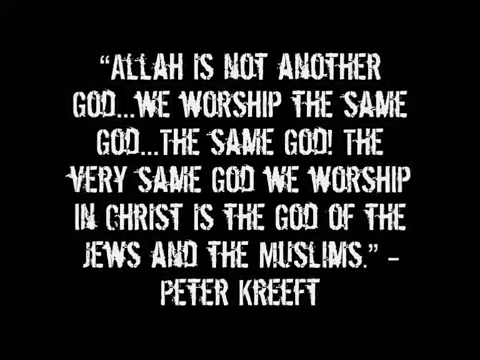 “ALLAH IS NOT ANOTHER
GOD...WE WORSHIP THE SAME
GOD...THE SAME GOD! THE
VERY SAME GOD WE WORSHIP
IN CHRIST IS THE GOD OF THE
JEWS AND THE MUSLIMS.” –
PETER KREEFT